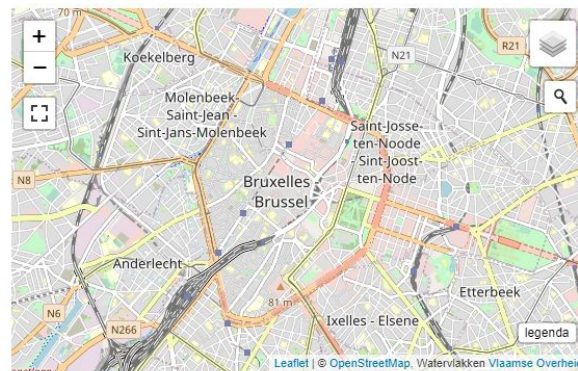 70 m
+
−
Koekelberg
N21
R21
Molenbeek-
Saint-Jean -
Sint-Jans-Molenbeek
Saint-Josse-
ten-Noode
- Sint-Joost-
ten-Node
N8
Bruxelles
Brussel
Anderlecht
81 m
Etterbeek
N6
N266
Ixelles - Elsene
legenda
Leaflet | © OpenStreetMap, Watervlakken Vlaamse Overhei